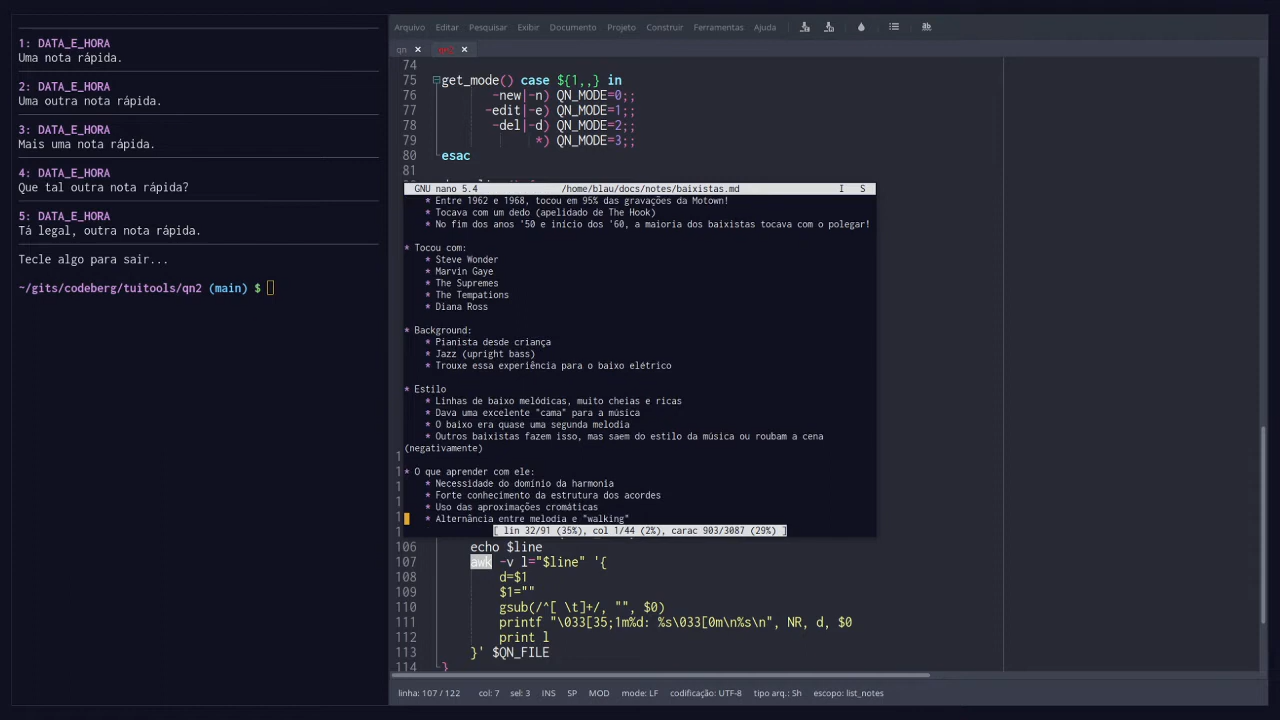 1: DATA_E_HORA
Uma nota rápida.
2: DATA_E_HORA
Uma outra nota rápida.
3: DATA_E_HORA
Mais uma nota rápida.
4: DATA_E_HORA
Que tal outra nota rápida?
5: DATA_E_HORA
Tá legal, outra nota rápida.
Tecle algo para sair...
~/gits/codeberg/tuitools/qn2 (main) $
Arquivo Editar Pesquisar Exibir Documento Projeto Construir Ferramentas Ajuda
qn qn2
74
75 get_mode() case ${1,,} in
76 -new|-n) QN_MODE=0;;
77 -edit|-e) QN_MODE=1;;
78 -del|-d) QN_MODE=2;;
79 *) QN_MODE=3;;
80 esac
81
GNU nano 5.4 /home/blau/docs/notes/baixistas.md I S
* Entre 1962 e 1968, tocou em 95% das gravações da Motown!
* Tocava com um dedo (apelidado de The Hook)
* No fim dos anos '50 e início dos '60, a maioria dos baixistas tocava com o polegar!
* Tocou com:
* Steve Wonder
* Marvin Gaye
* The Supremes
* The Tempations
* Diana Ross
* Background:
* Pianista desde criança
* Jazz (upright bass)
* Trouxe essa experiência para o baixo elétrico
* Estilo
* Linhas de baixo melódicas, muito cheias e ricas
* Dava uma excelente "cama" para a música
* O baixo era quase uma segunda melodia
* Outros baixistas fazem isso, mas saem do estilo da música ou roubam a cena
(negativamente)
* O que aprender com ele:
* Necessidade do domínio da harmonia
* Forte conhecimento da estrutura dos acordes
* Uso das aproximações cromáticas
* Alternância entre melodia e "walking"
[ lin 32/91 (35%), col 1/44 (2%), carac 903/3087 (29%) ]
106 echo $line
107 awk -v l="$line" '{
108 d=$1
109 $1=""
110 gsub(/^[ \t]+/, "", $0)
111 printf "\033[35;1m%d: %s\033[0m\n%s\n", NR, d, $0
112 print l
113 }' $QN_FILE
114 }
linha: 107 / 122 col: 7 sel: 3 INS SP MOD mode: LF codificação: UTF-8 tipo arq.: Sh escopo: list_notes